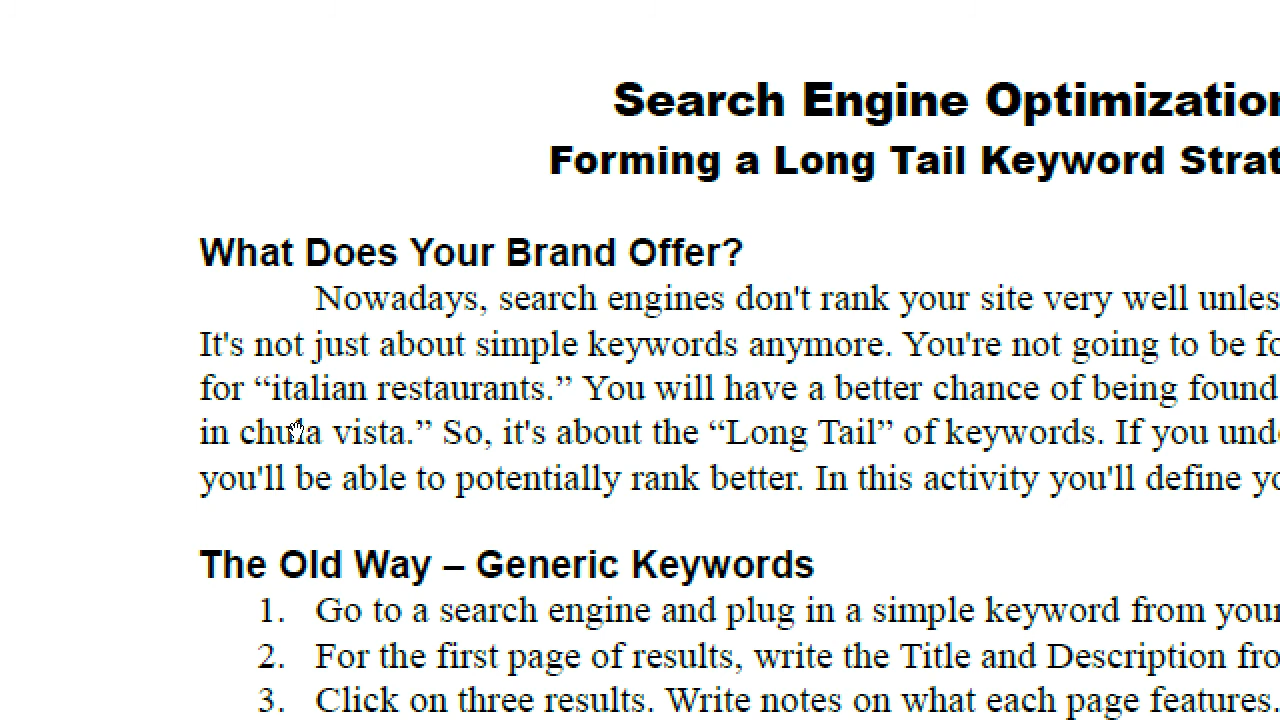 Search Engine Optimization
Forming a Long Tail Keyword Strat
What Does Your Brand Offer?
Nowadays, search engines don't rank your site very well unles
It's not just about simple keywords anymore. You're not going to be fo
for “italian restaurants.” You will have a better chance of being found
in chula vista.” So, it's about the “Long Tail” of keywords. If you unde
you'll be able to potentially rank better. In this activity you'll define yo
The Old Way – Generic Keywords
1. Go to a search engine and plug in a simple keyword from your
2. For the first page of results, write the Title and Description fro
3. Click on three results. Write notes on what each page features.